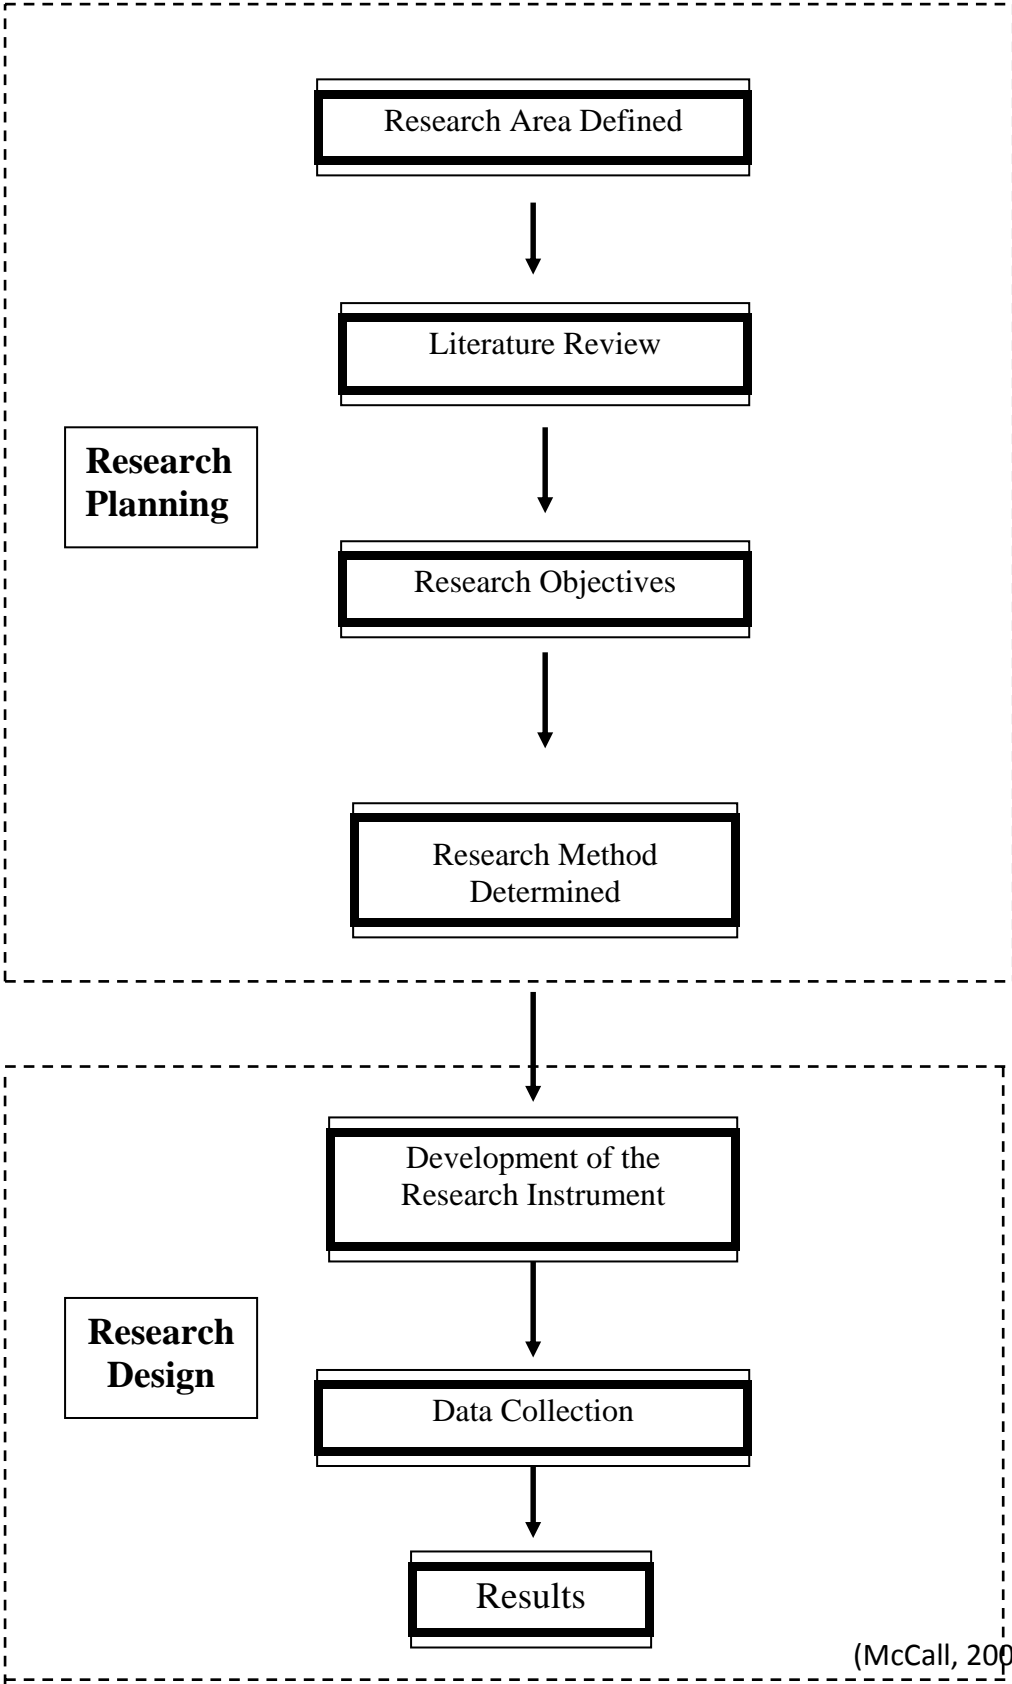 Research Area Defined
Literature Review
Research
Planning
Research Objectives
Research Method
Determined
Development of the
Research Instrument
Research
Design
Data Collection
Results
(McCall, 200